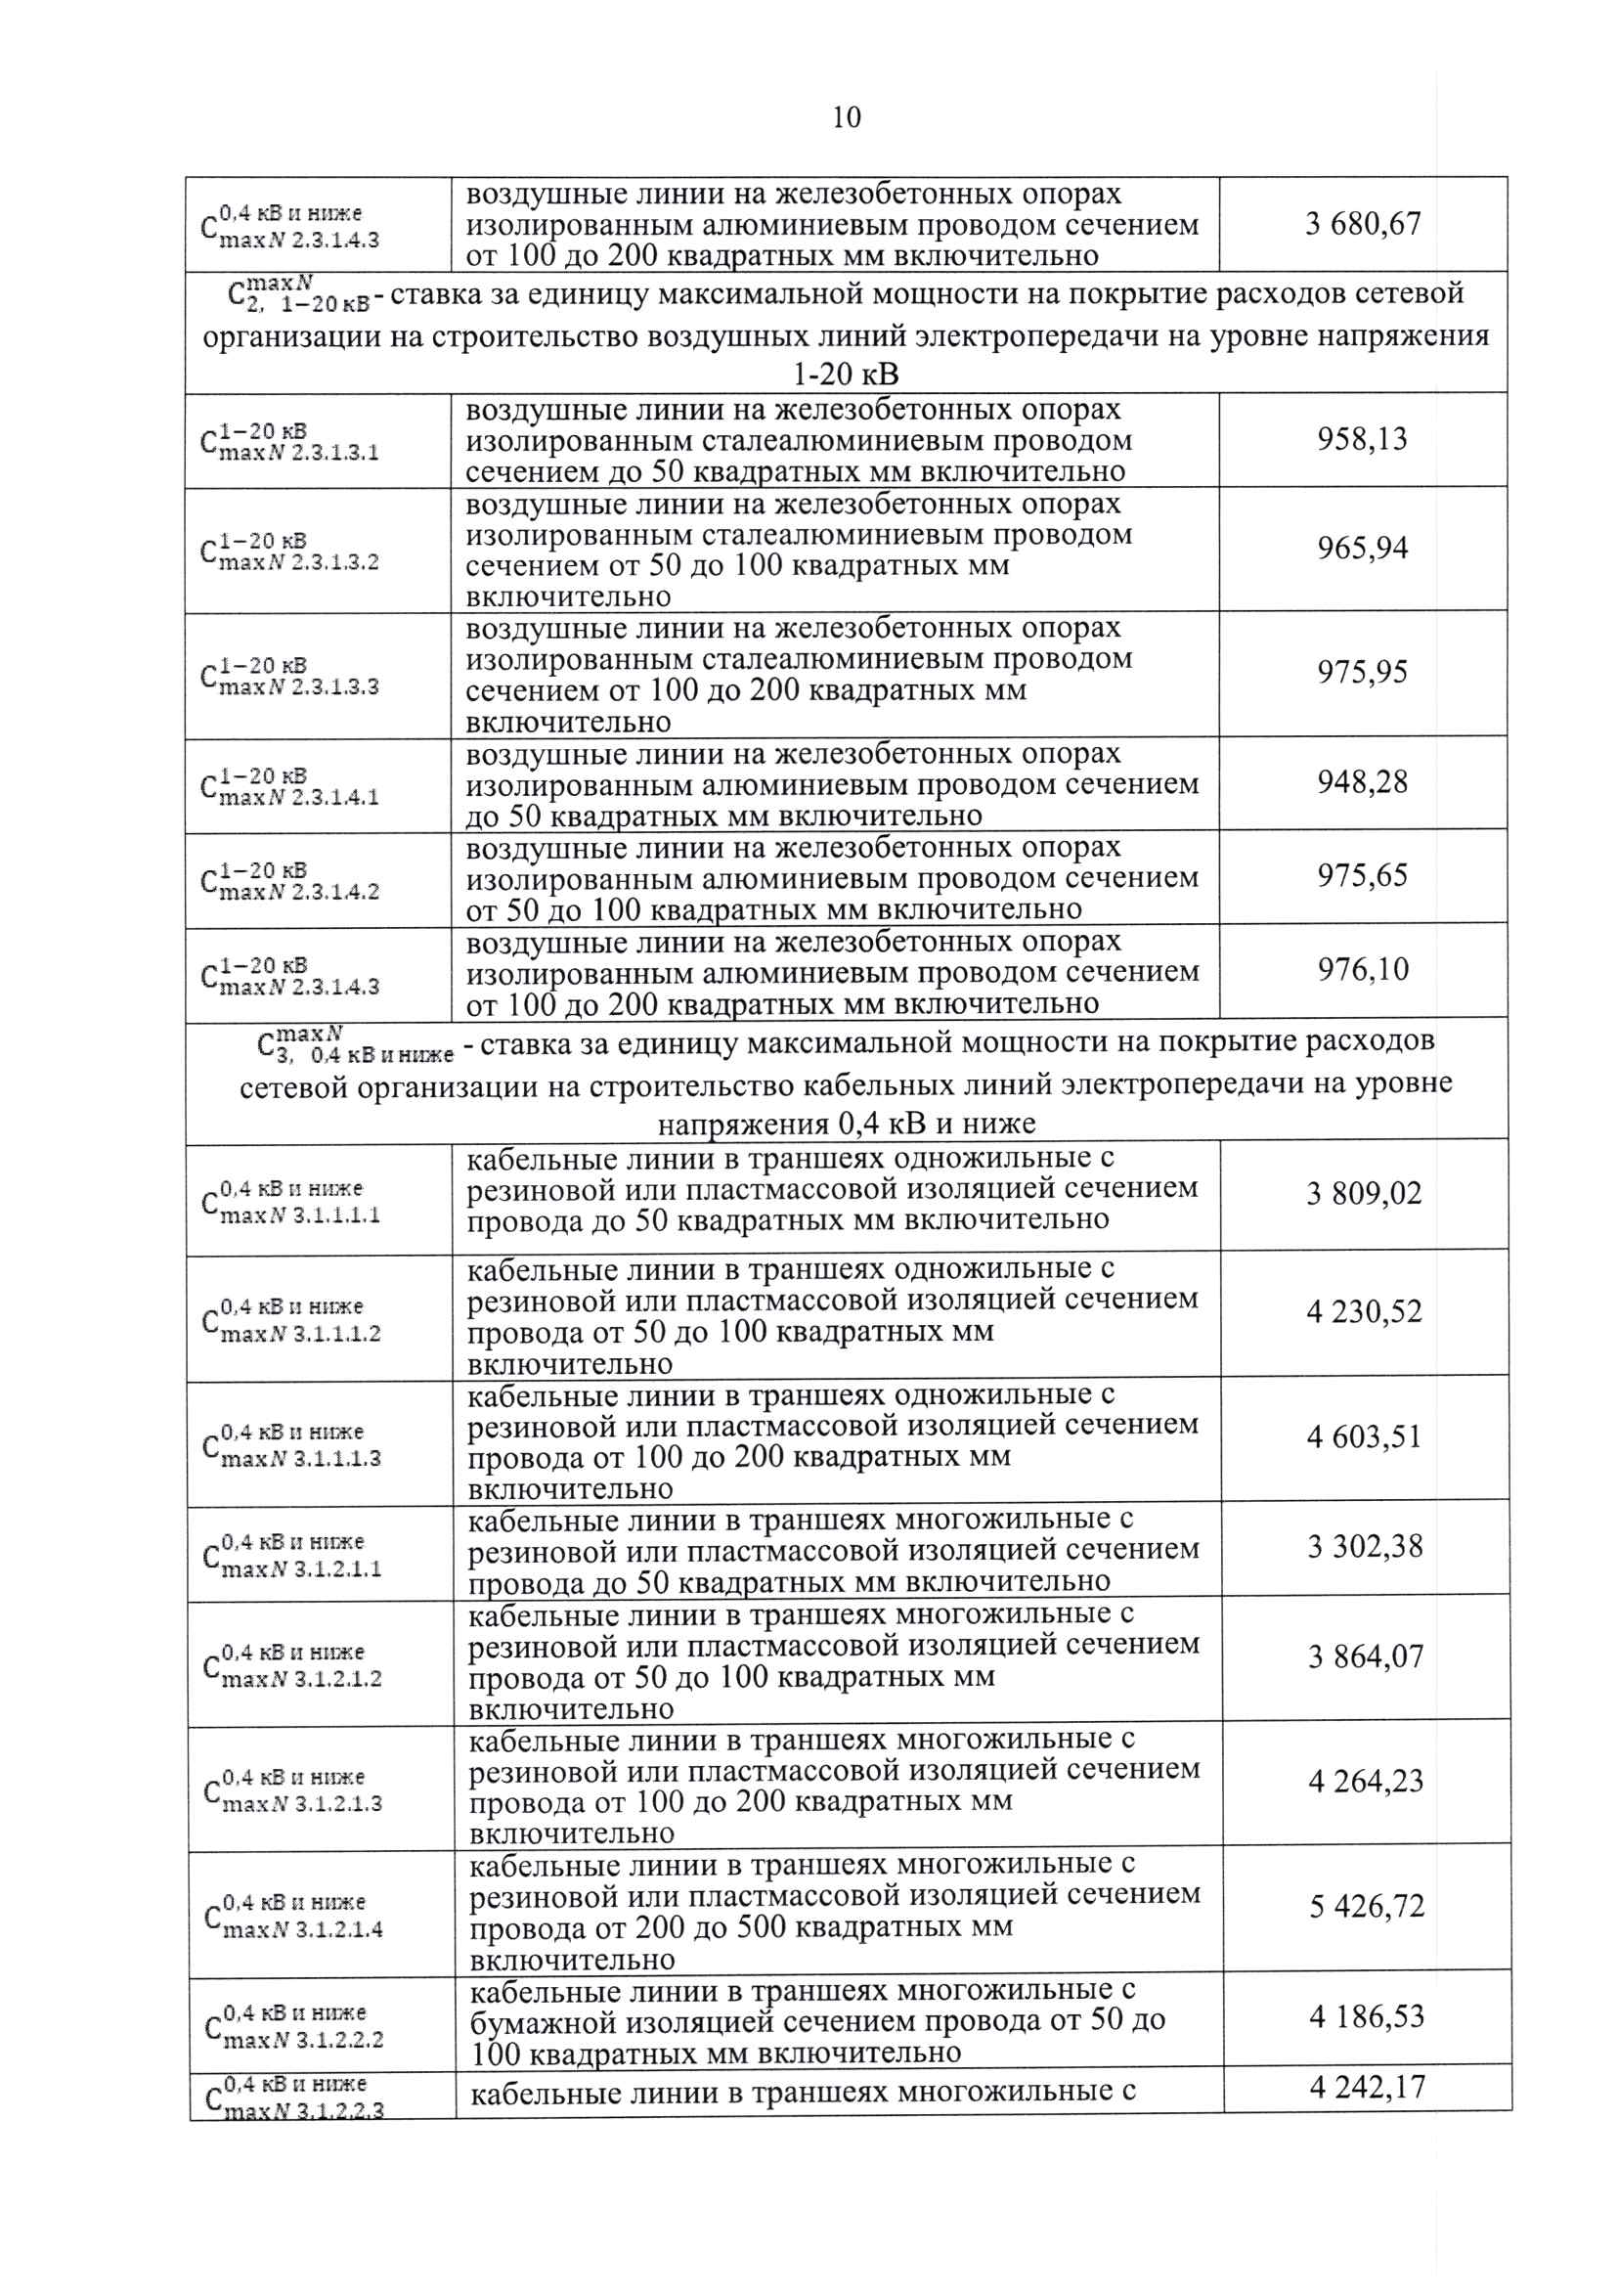 10
C 0,4 кВ и ниже
maxN 2.3.1.4.3
воздушные линии на железобетонных опорах
изолированным алюминиевым проводом сечением
от 100 до 200 квадратных мм включительно
3 680,67
C maxN 2, 1−20 кВ - ставка за единицу максимальной мощности на покрытие расходов сетевой
организации на строительство воздушных линий электропередачи на уровне напряжения
1-20 кВ
C 1−20 кВ
maxN 2.3.1.3.1
воздушные линии на железобетонных опорах
изолированным сталеалюминиевым проводом
сечением до 50 квадратных мм включительно
958,13
C 1−20 кВ
maxN 2.3.1.3.2
воздушные линии на железобетонных опорах
изолированным сталеалюминиевым проводом
сечением от 50 до 100 квадратных мм
включительно
965,94
C 1−20 кВ
maxN 2.3.1.3.3
воздушные линии на железобетонных опорах
изолированным сталеалюминиевым проводом
сечением от 100 до 200 квадратных мм
включительно
975,95
C 1−20 кВ
maxN 2.3.1.4.1
воздушные линии на железобетонных опорах
изолированным алюминиевым проводом сечением
до 50 квадратных мм включительно
948,28
C 1−20 кВ
maxN 2.3.1.4.2
воздушные линии на железобетонных опорах
изолированным алюминиевым проводом сечением
от 50 до 100 квадратных мм включительно
975,65
C 1−20 кВ
maxN 2.3.1.4.3
воздушные линии на железобетонных опорах
изолированным алюминиевым проводом сечением
от 100 до 200 квадратных мм включительно
976,10
C maxN 3, 0,4 кВ и ниже - ставка за единицу максимальной мощности на покрытие расходов
сетевой организации на строительство кабельных линий электропередачи на уровне
напряжения 0,4 кВ и ниже
C 0,4 кВ и ниже
maxN 3.1.1.1.1
кабельные линии в траншеях одножильные с
резиновой или пластмассовой изоляцией сечением
провода до 50 квадратных мм включительно
3 809,02
C 0,4 кВ и ниже
maxN 3.1.1.1.2
кабельные линии в траншеях одножильные с
резиновой или пластмассовой изоляцией сечением
провода от 50 до 100 квадратных мм
включительно
4 230,52
C 0,4 кВ и ниже
maxN 3.1.1.1.3
кабельные линии в траншеях одножильные с
резиновой или пластмассовой изоляцией сечением
провода от 100 до 200 квадратных мм
включительно
4 603,51
C 0,4 кВ и ниже
maxN 3.1.2.1.1
кабельные линии в траншеях многожильные с
резиновой или пластмассовой изоляцией сечением
провода до 50 квадратных мм включительно
3 302,38
C 0,4 кВ и ниже
maxN 3.1.2.1.2
кабельные линии в траншеях многожильные с
резиновой или пластмассовой изоляцией сечением
провода от 50 до 100 квадратных мм
включительно
3 864,07
C 0,4 кВ и ниже
maxN 3.1.2.1.3
кабельные линии в траншеях многожильные с
резиновой или пластмассовой изоляцией сечением
провода от 100 до 200 квадратных мм
включительно
4 264,23
C 0,4 кВ и ниже
maxN 3.1.2.1.4
кабельные линии в траншеях многожильные с
резиновой или пластмассовой изоляцией сечением
провода от 200 до 500 квадратных мм
включительно
5 426,72
C 0,4 кВ и ниже
maxN 3.1.2.2.2
кабельные линии в траншеях многожильные с
бумажной изоляцией сечением провода от 50 до
100 квадратных мм включительно
4 186,53
C 0,4 кВ и ниже
maxN 3.1.2.2.3
кабельные линии в траншеях многожильные с
4 242,17